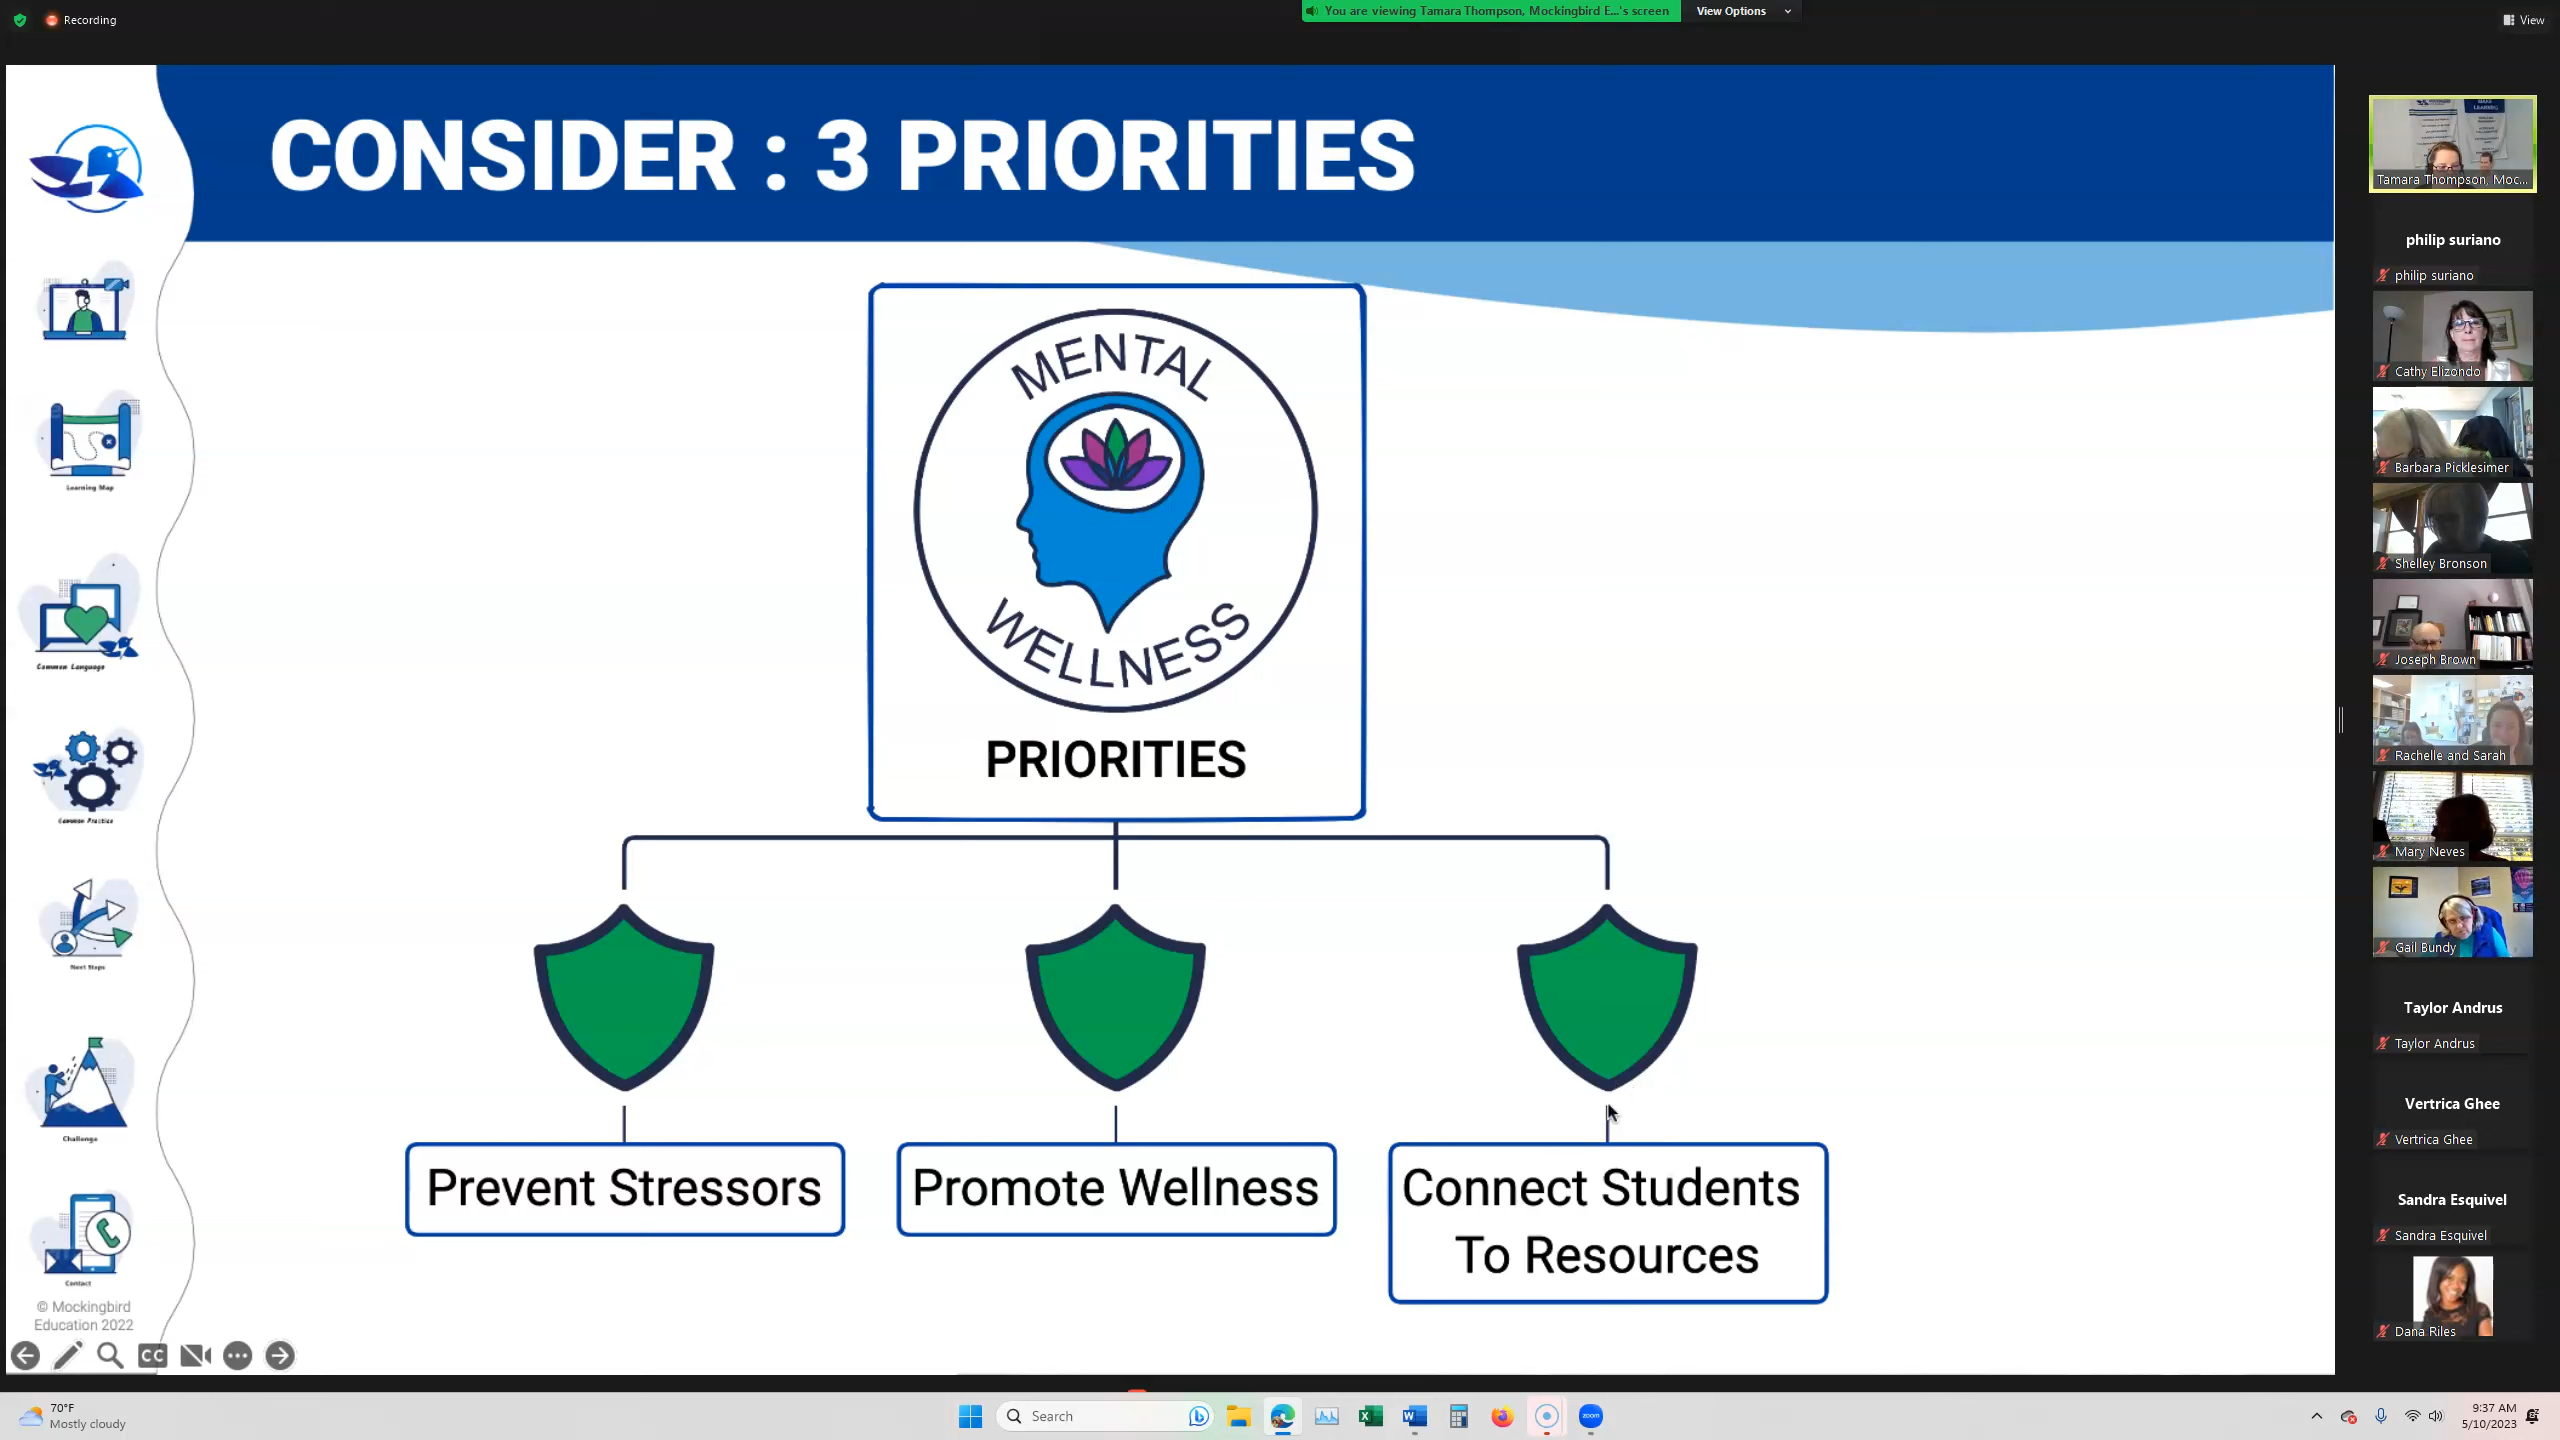 Recording
You are viewing Tamara Thompson, Mockingbird E...'s screen
View Options
View
CONSIDER : 3 PRIORITIES
MENTAL
WELLNESS
PRIORITIES
Prevent Stressors
Promote Wellness
Connect Students
To Resources
Learning Map
Common Language
Common Practice
Next Steps
Challenge
Contact
© Mockingbird
Education 2022
CC
Tamara Thompson, Moc...
philip suriano
philip suriano
Cathy Elizondo
Barbara Picklesimer
Shelley Bronson
Joseph Brown
Rachelle and Sarah
Mary Neves
Gail Bundy
Taylor Andrus
Taylor Andrus
Vertrica Ghee
Vertrica Ghee
Sandra Esquivel
Sandra Esquivel
Dana Riles
70°F
Mostly cloudy
Search
zoom
9:37 AM
5/10/2023